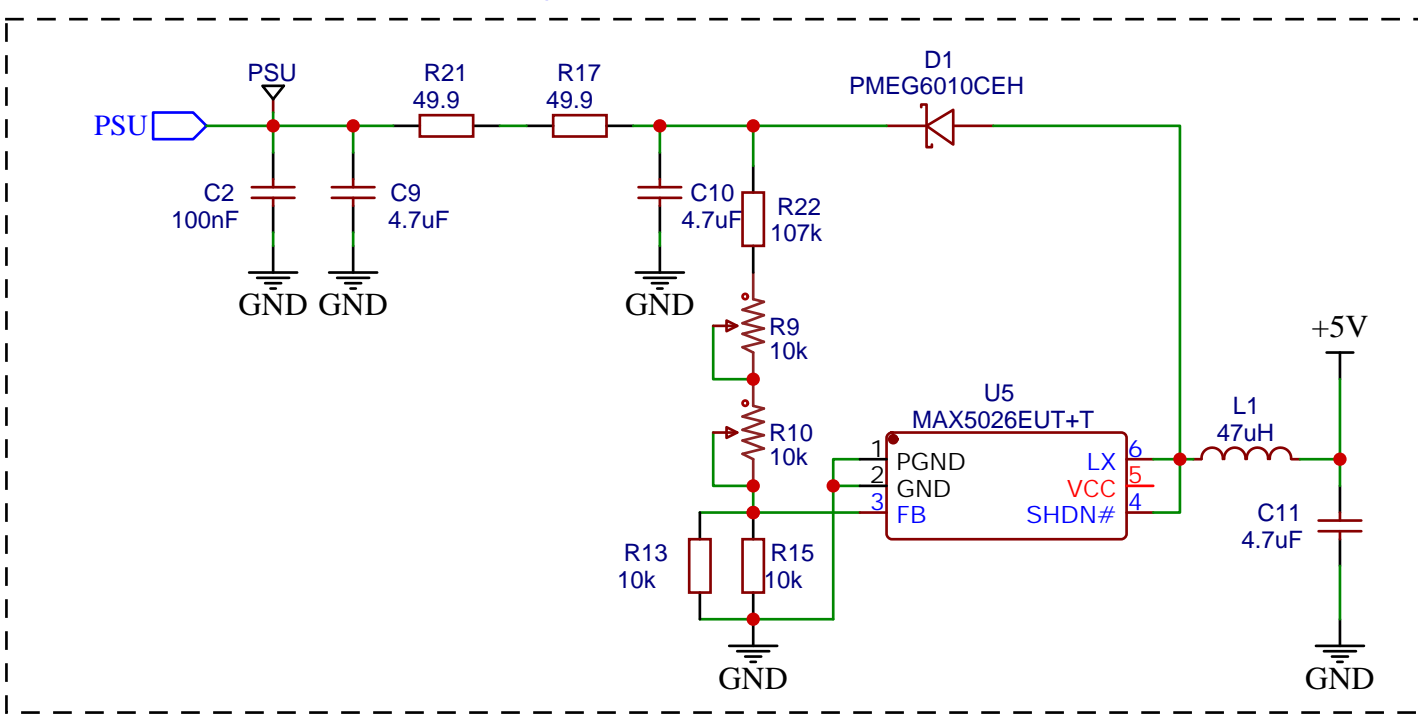 PSU
PSU
R21
49.9
R17
49.9
D1
PMEG6010CEH
C2
100nF
C9
4.7uF
C10
4.7uF
R22
107k
GND
GND
GND
R9
10k
+5V
R10
10k
U5
MAX5026EUT+T
1
PGND
2
GND
3
FB
LX
6
VCC
5
SHDN#
4
L1
47uH
C11
4.7uF
R13
10k
R15
10k
GND
GND